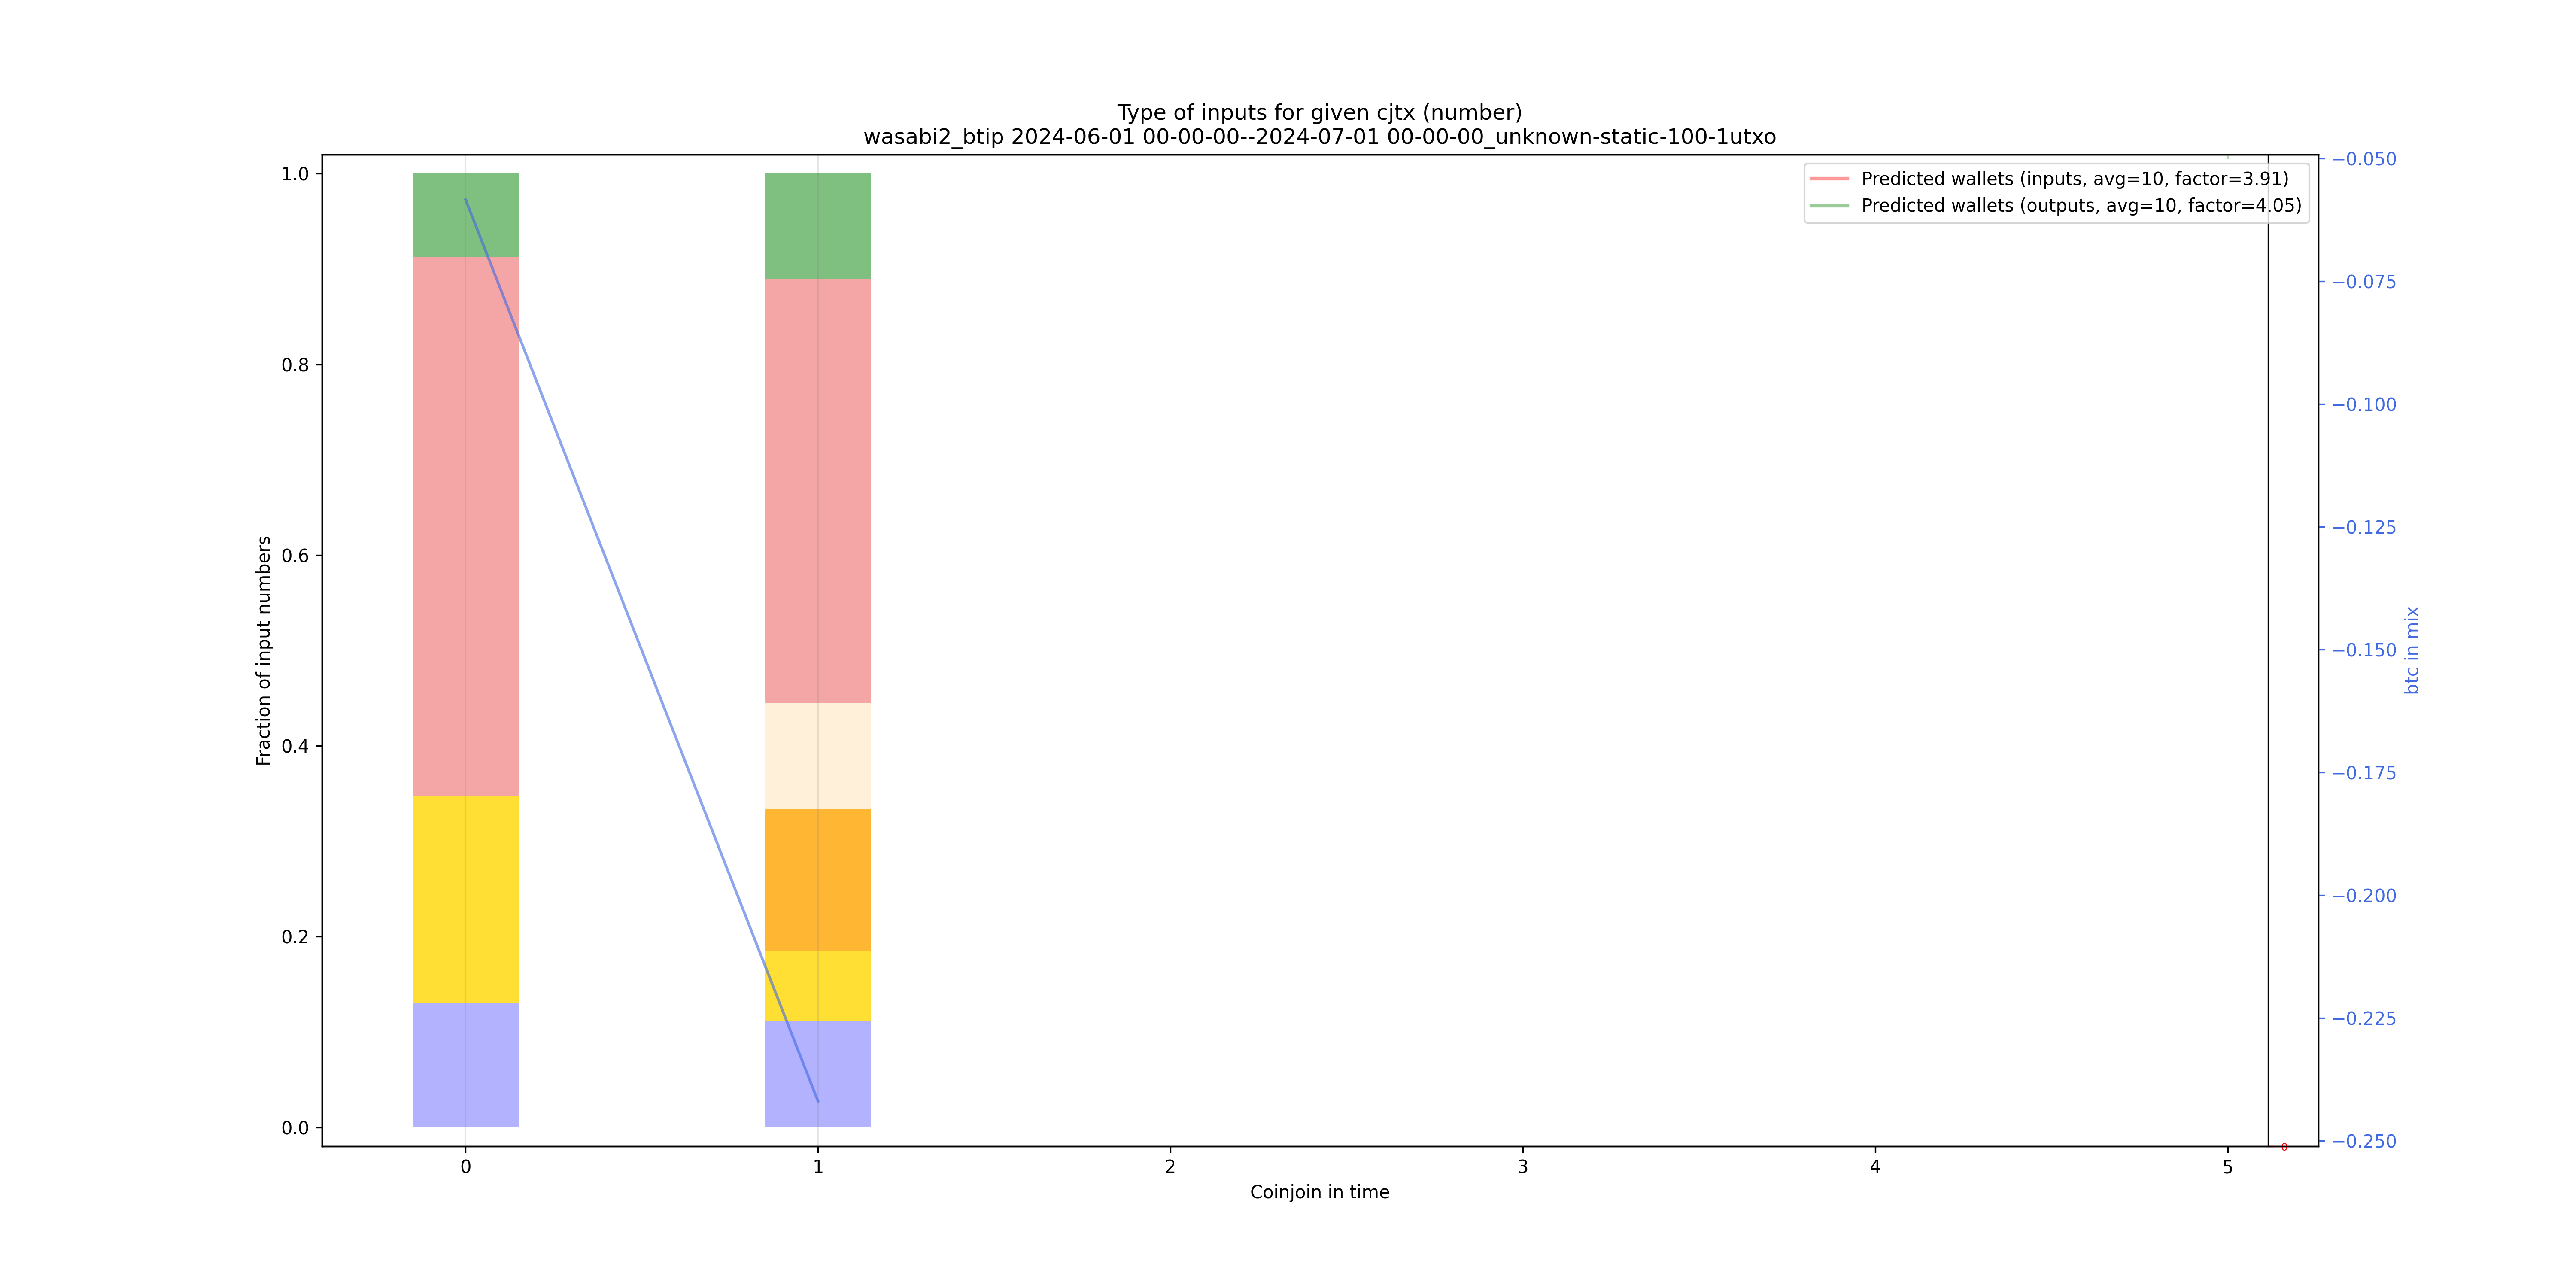 Type of inputs for given cjtx (number)
wasabi2_btip 2024-06-01 00-00-00--2024-07-01 00-00-00_unknown-static-100-1utxo
Predicted wallets (inputs, avg=10, factor=3.91)
Predicted wallets (outputs, avg=10, factor=4.05)
Fraction of input numbers
1.0
0.8
0.6
0.4
0.2
0.0
−0.050
−0.075
−0.100
−0.125
−0.150
−0.175
−0.200
−0.225
−0.250
btc in mix
0
0 1 2 3 4 5
Coinjoin in time